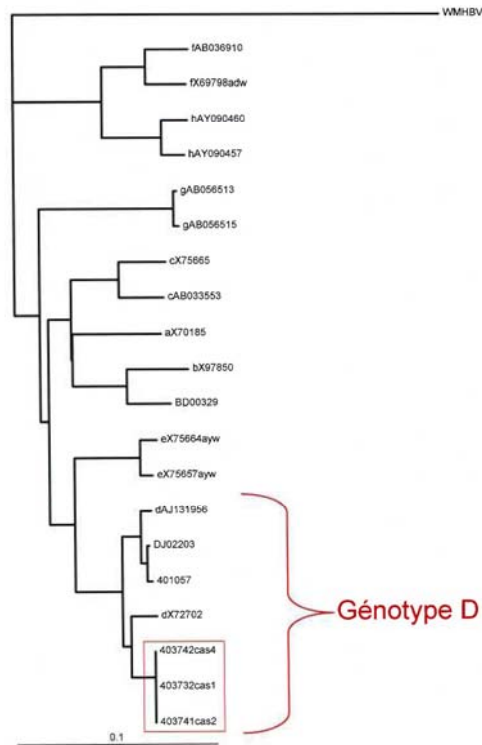 WMHBV
fAB036910
fX69798adw
hAY090460
hAY090457
gAB056513
gAB056515
cX75665
cAB033553
aX70185
bX97850
BD00329
eX75664ayw
eX75657ayw
dAJ131956
DJ02203
401057
Génotype D
dX72702
403742cas4
403732cas1
403741cas2
0.1